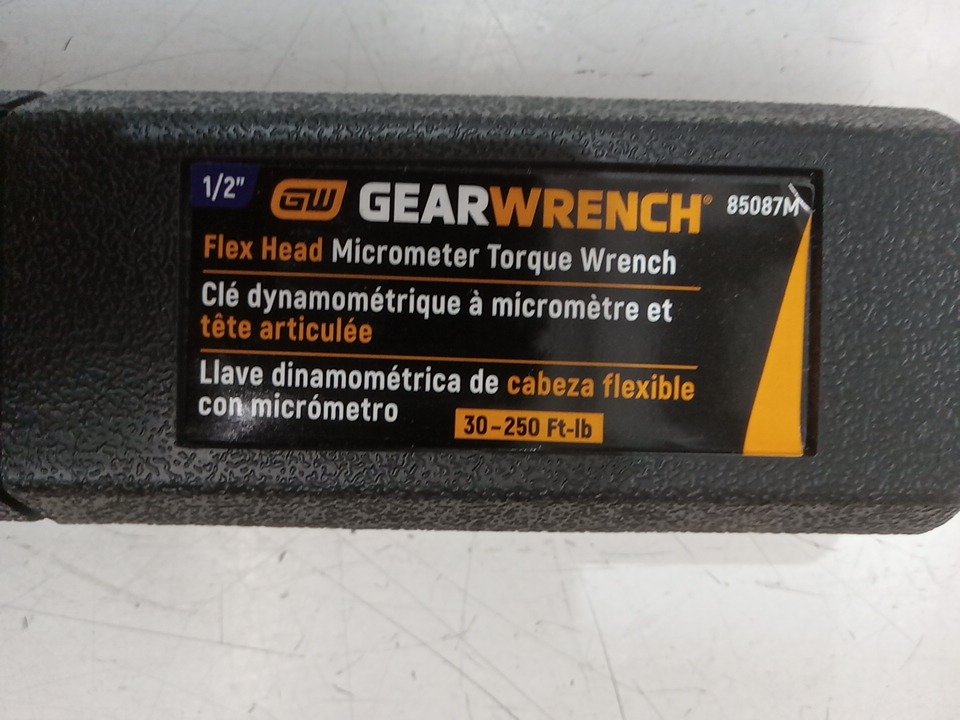 1/2"
GW GEARWRENCH® 85087M
Flex Head Micrometer Torque Wrench
Clé dynamométrique à micromètre et
tête articulée
Llave dinamométrica de cabeza flexible
con micrómetro
30-250 Ft-lb